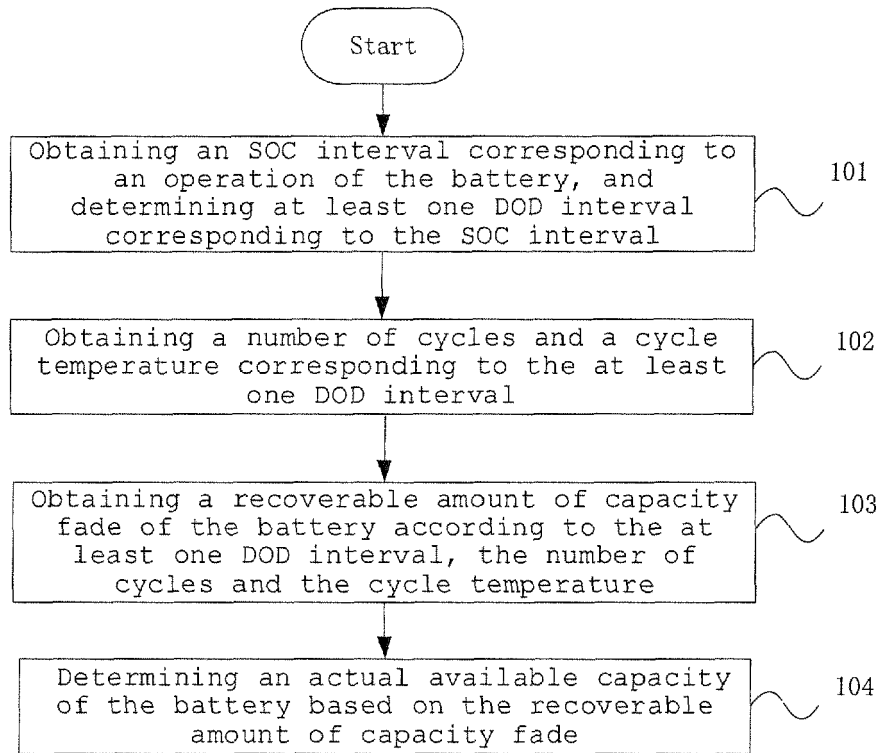 Start
Obtaining an SOC interval corresponding to
an operation of the battery, and
determining at least one DOD interval
corresponding to the SOC interval
101
Obtaining a number of cycles and a cycle
temperature corresponding to the at least
one DOD interval
102
Obtaining a recoverable amount of capacity
fade of the battery according to the at
least one DOD interval, the number of
cycles and the cycle temperature
103
Determining an actual available capacity
of the battery based on the recoverable
amount of capacity fade
104